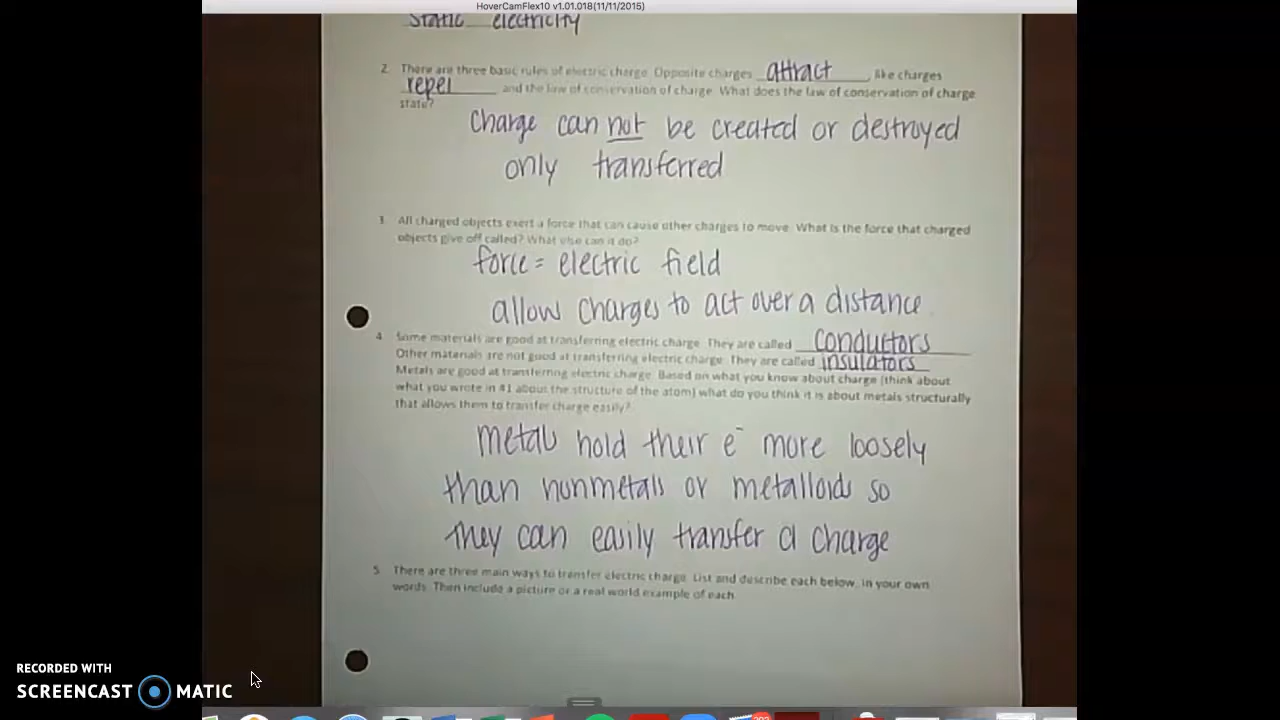 HoverCamFlex10 v1.01.018(11/11/2015)
static electricity
2. There are three basic rules of electric charge. Opposite charges attract, like charges
repel and the law of conservation of charge. What does the law of conservation of charge
state?
Charge can not be created or destroyed
only transferred
3. All charged objects exert a force that can cause other charges to move. What is the force that charged
objects give off called? What else can it do?
force = electric field
allow charges to act over a distance
4. Some materials are good at transferring electric charge. They are called conductors
Other materials are not good at transferring electric charge. They are called insulators
Metals are good at transferring electric charge. Based on what you know about charge (think about
what you wrote in #1 about the structure of the atom) what do you think it is about metals structurally
that allows them to transfer charge easily?
metals hold their e⁻ more loosely
than nonmetals or metalloids so
they can easily transfer a charge
5. There are three main ways to transfer electric charge. List and describe each below, in your own
words. Then include a picture or a real world example of each.
RECORDED WITH
SCREENCAST MATIC